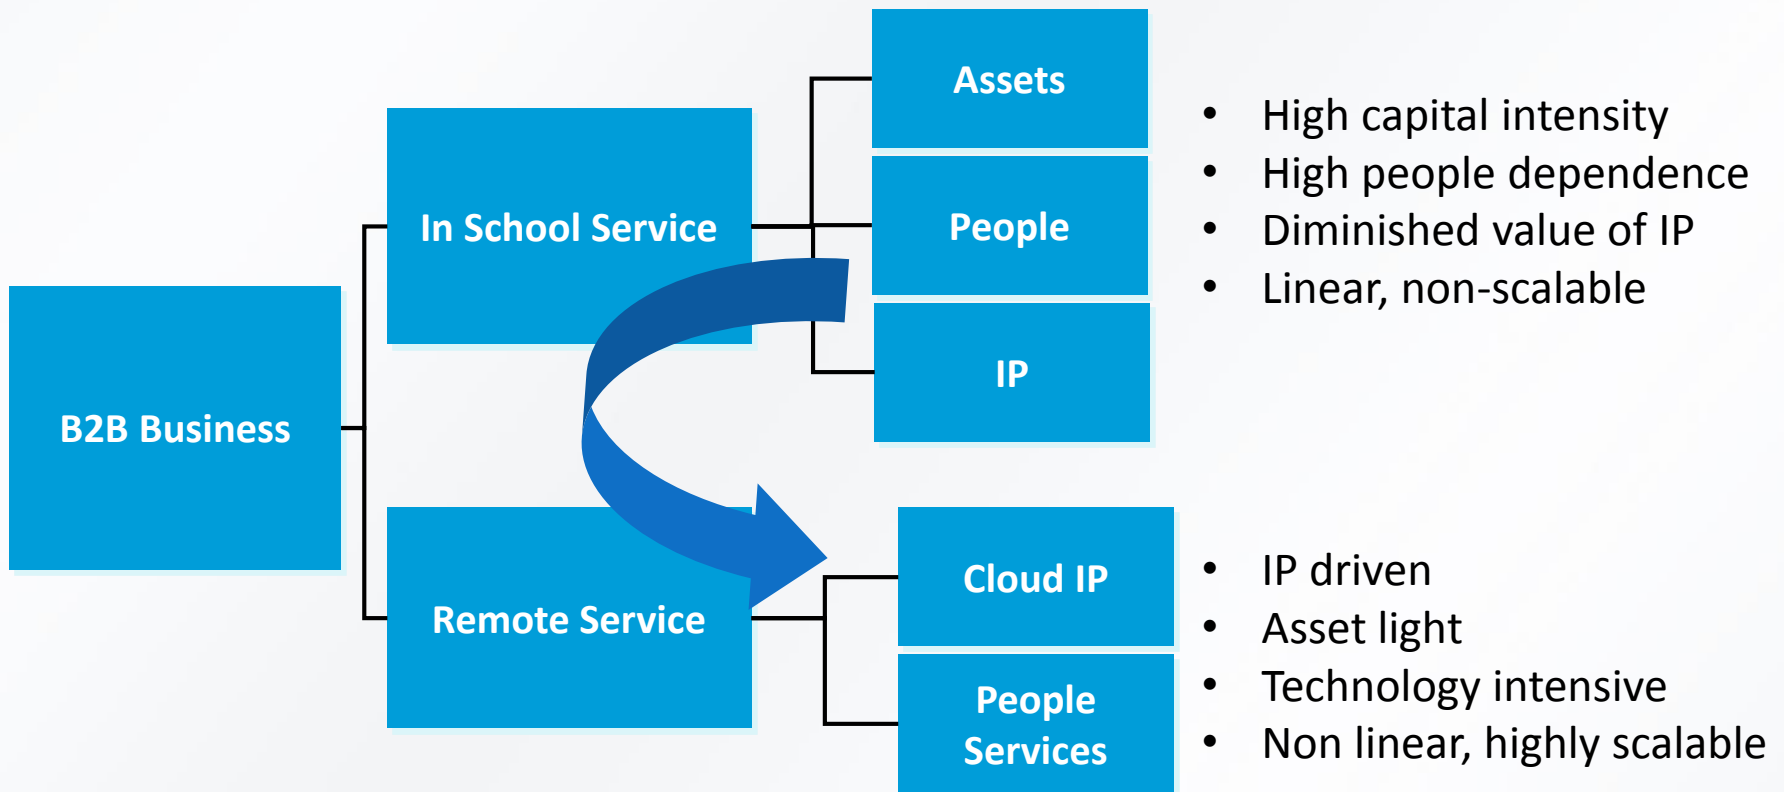 B2B Business
In School Service
Assets
People
IP
• High capital intensity
• High people dependence
• Diminished value of IP
• Linear, non-scalable
Remote Service
Cloud IP
People
Services
• IP driven
• Asset light
• Technology intensive
• Non linear, highly scalable